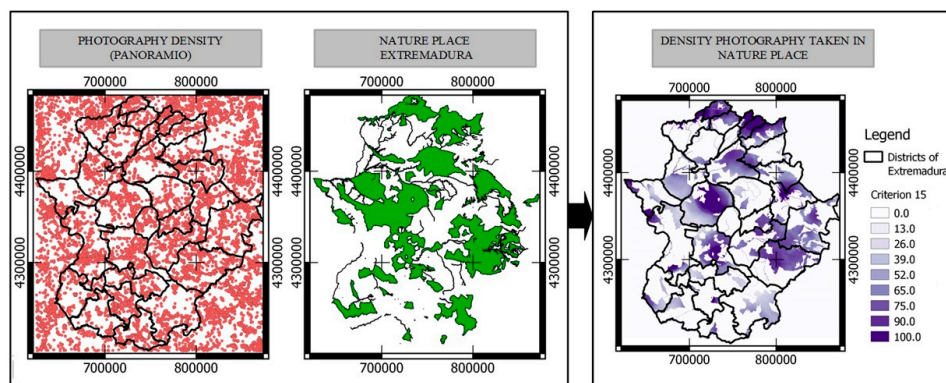 PHOTOGRAPHY DENSITY
(PANORAMIO)
NATURE PLACE
EXTREMADURA
DENSITY PHOTOGRAPHY TAKEN IN
NATURE PLACE
700000 800000
700000 800000
700000 800000
4400000
4300000
4400000
4300000
4400000
4300000
Legend
Districts of
Extremadura
Criterion 15
0.0
13.0
26.0
39.0
52.0
65.0
75.0
90.0
100.0
700000 800000
700000 800000
700000 800000